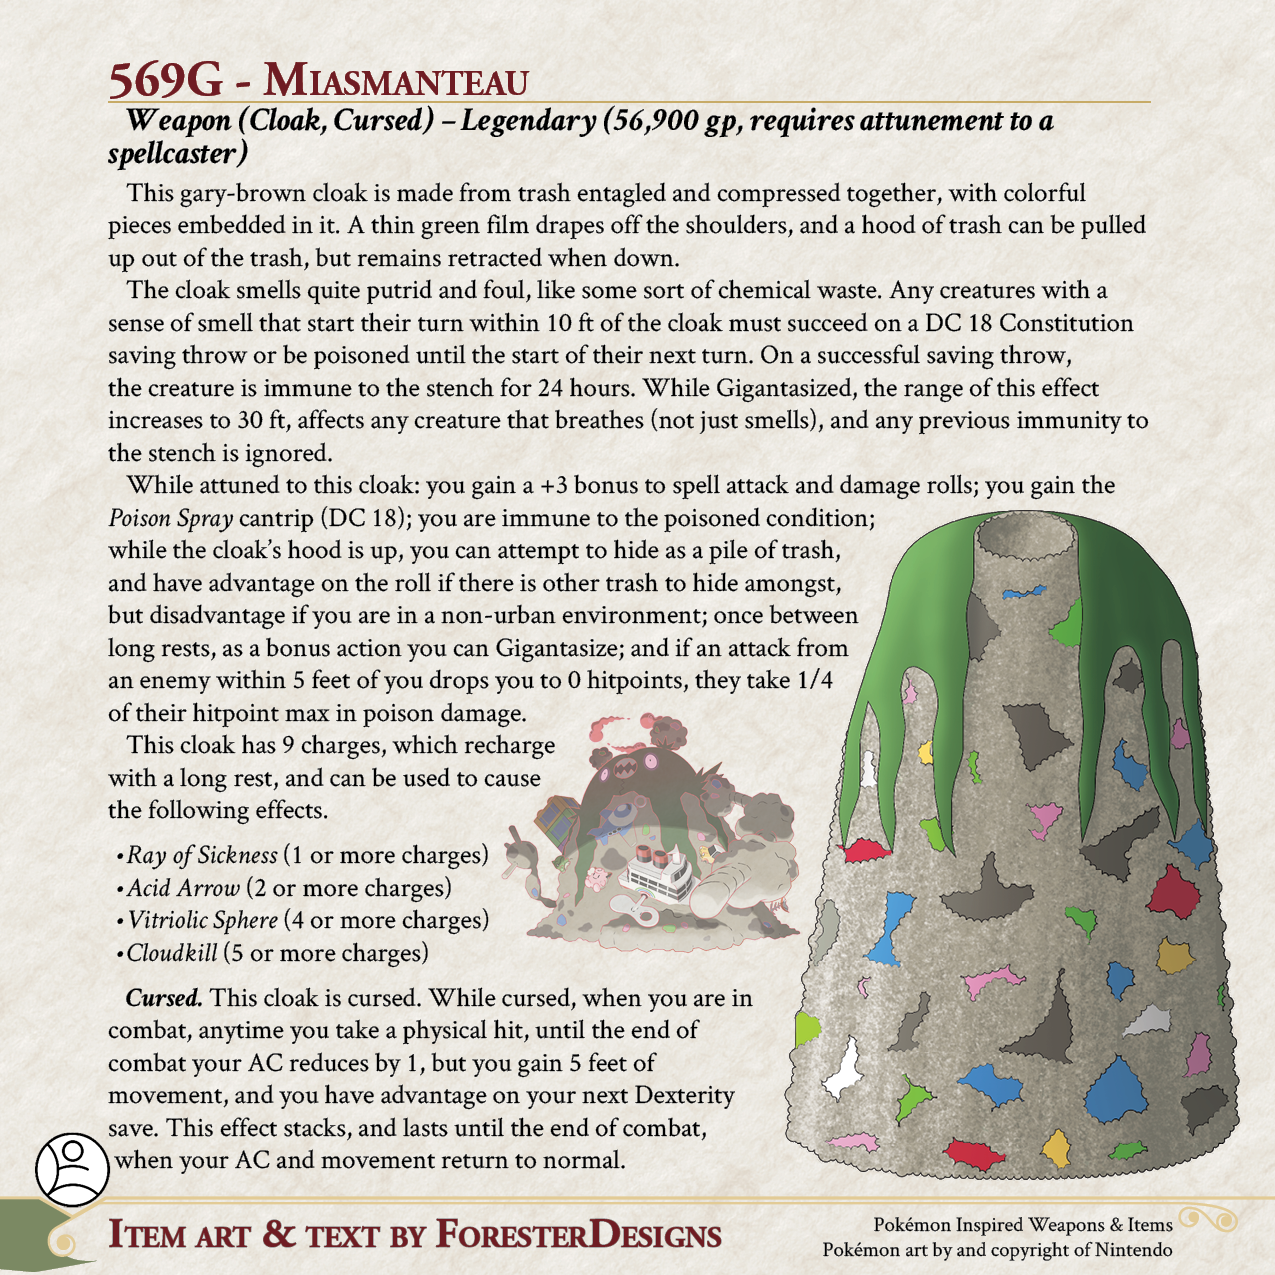 569G - Miasmanteau
Weapon (Cloak, Cursed) – Legendary (56,900 gp, requires attunement to a
spellcaster)
This gary-brown cloak is made from trash entagled and compressed together, with colorful
pieces embedded in it. A thin green film drapes off the shoulders, and a hood of trash can be pulled
up out of the trash, but remains retracted when down.
The cloak smells quite putrid and foul, like some sort of chemical waste. Any creatures with a
sense of smell that start their turn within 10 ft of the cloak must succeed on a DC 18 Constitution
saving throw or be poisoned until the start of their next turn. On a successful saving throw,
the creature is immune to the stench for 24 hours. While Gigantasized, the range of this effect
increases to 30 ft, affects any creature that breathes (not just smells), and any previous immunity to
the stench is ignored.
While attuned to this cloak: you gain a +3 bonus to spell attack and damage rolls; you gain the
Poison Spray cantrip (DC 18); you are immune to the poisoned condition;
while the cloak's hood is up, you can attempt to hide as a pile of trash,
and have advantage on the roll if there is other trash to hide amongst,
but disadvantage if you are in a non-urban environment; once between
long rests, as a bonus action you can Gigantasize; and if an attack from
an enemy within 5 feet of you drops you to 0 hitpoints, they take 1/4
of their hitpoint max in poison damage.
This cloak has 9 charges, which recharge
with a long rest, and can be used to cause
the following effects.
•Ray of Sickness (1 or more charges)
•Acid Arrow (2 or more charges)
•Vitriolic Sphere (4 or more charges)
•Cloudkill (5 or more charges)
Cursed. This cloak is cursed. While cursed, when you are in
combat, anytime you take a physical hit, until the end of
combat your AC reduces by 1, but you gain 5 feet of
movement, and you have advantage on your next Dexterity
save. This effect stacks, and lasts until the end of combat,
when your AC and movement return to normal.
Item art & text by ForesterDesigns
Pokémon Inspired Weapons & Items
Pokémon art by and copyright of Nintendo